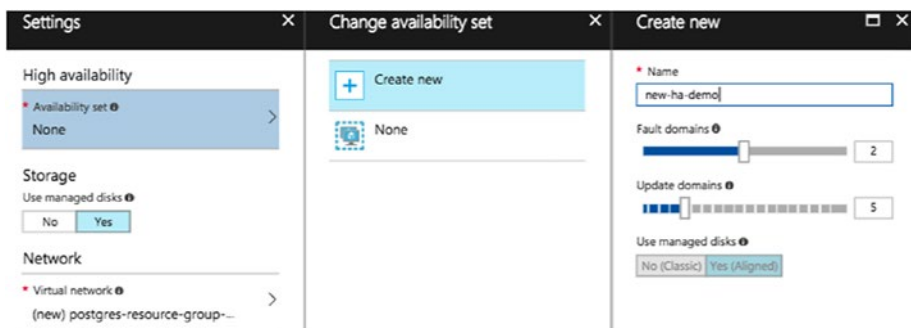 Settings
High availability
* Availability set
None
Storage
Use managed disks
No Yes
Network
* Virtual network
(new) postgres-resource-group-...
Change availability set
Create new
None
Create new
* Name
new-ha-demo
Fault domains
2
Update domains
5
Use managed disks
No (Classic) Yes (Aligned)